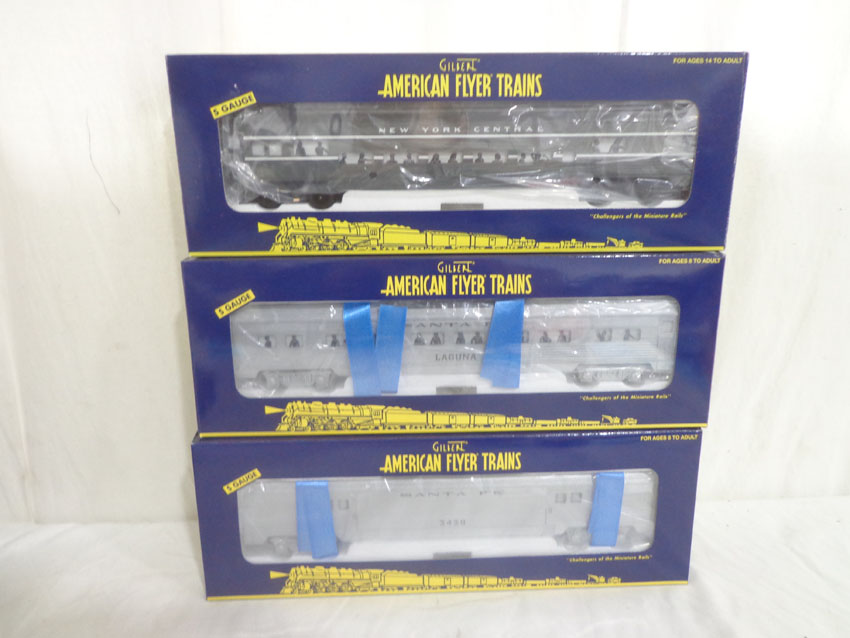 GILBERT
AMERICAN FLYER TRAINS
FOR AGES 14 TO ADULT
S GAUGE
NEW YORK CENTRAL
"Challengers of the Miniature Rails"
GILBERT
AMERICAN FLYER TRAINS
FOR AGES 8 TO ADULT
S GAUGE
SANTA FE
LAGUNA
"Challengers of the Miniature Rails"
GILBERT
AMERICAN FLYER TRAINS
FOR AGES 8 TO ADULT
S GAUGE
SANTA FE
"Challengers of the Miniature Rails"